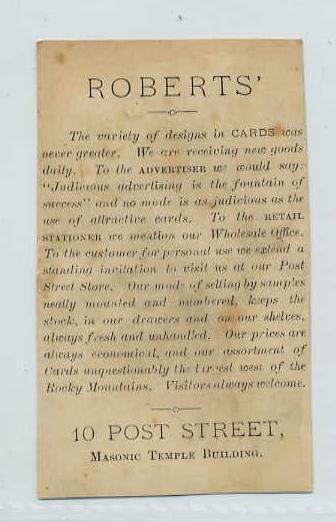 ROBERTS'
The variety of designs in CARDS was
never greater. We are receiving new goods
daily. To the ADVERTISER we would say:
"Judicious advertising is the fountain of
success" and no mode is as judicious as the
use of attractive cards. To the RETAIL
STATIONER we mention our Wholesale Office.
To the customer for personal use we extend a
standing invitation to visit us at our Post
Street Store. Our mode of selling by samples
neatly mounted and numbered, keeps the
stock, in our drawers and on our shelves,
always fresh and unhandled. Our prices are
always economical, and our assortment of
Cards unquestionably the largest west of the
Rocky Mountains. Visitors always welcome.
10 POST STREET,
MASONIC TEMPLE BUILDING.